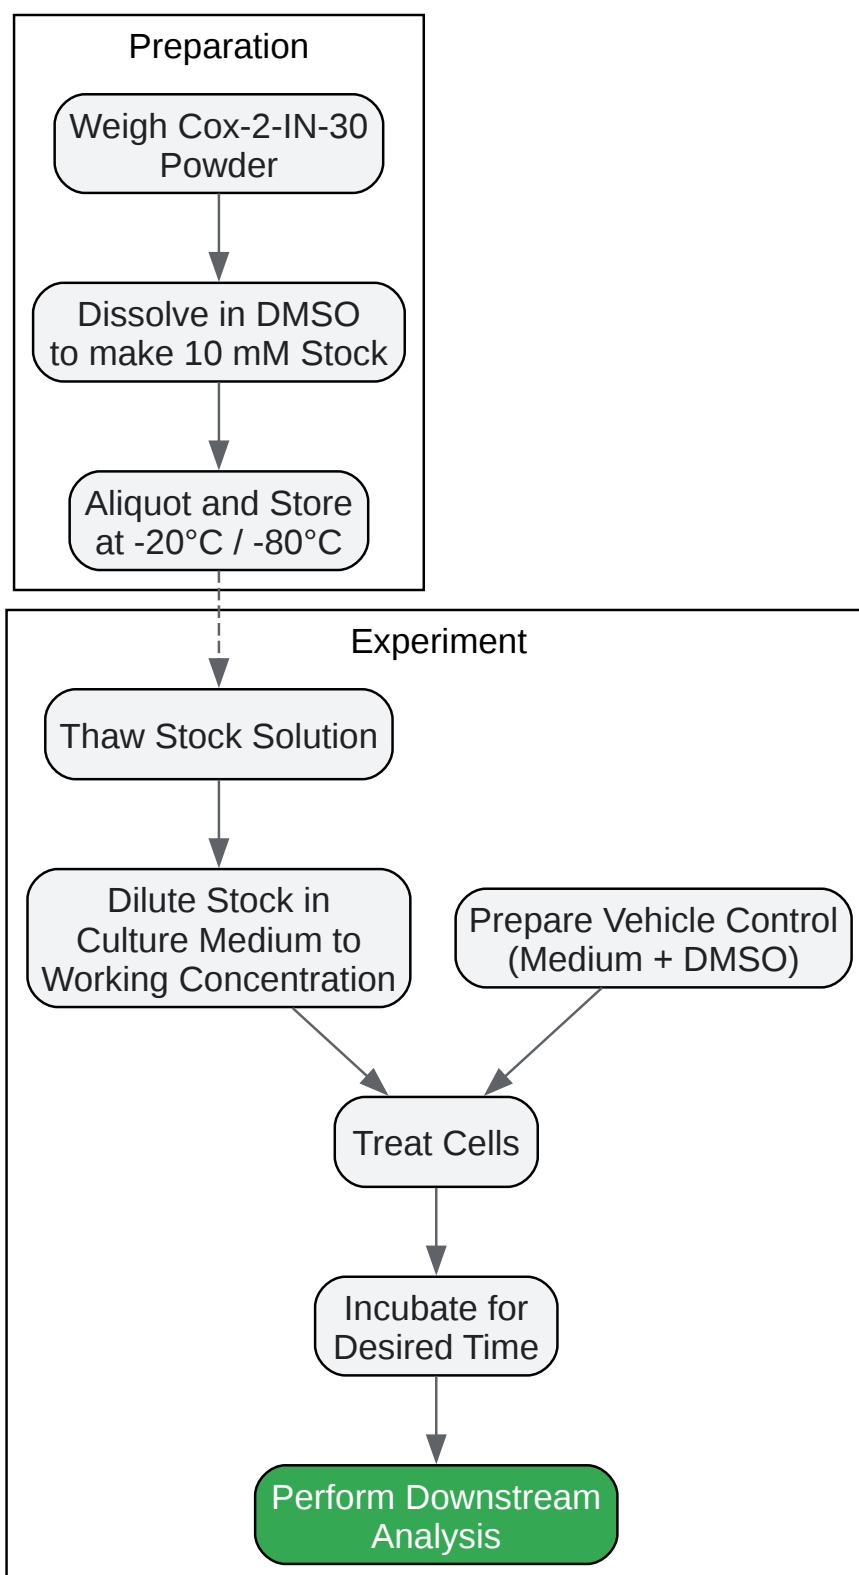 Preparation
Weigh Cox-2-IN-30
Powder
Dissolve in DMSO
to make 10 mM Stock
Aliquot and Store
at -20°C / -80°C
Experiment
Thaw Stock Solution
Dilute Stock in
Culture Medium to
Working Concentration
Prepare Vehicle Control
(Medium + DMSO)
Treat Cells
Incubate for
Desired Time
Perform Downstream
Analysis